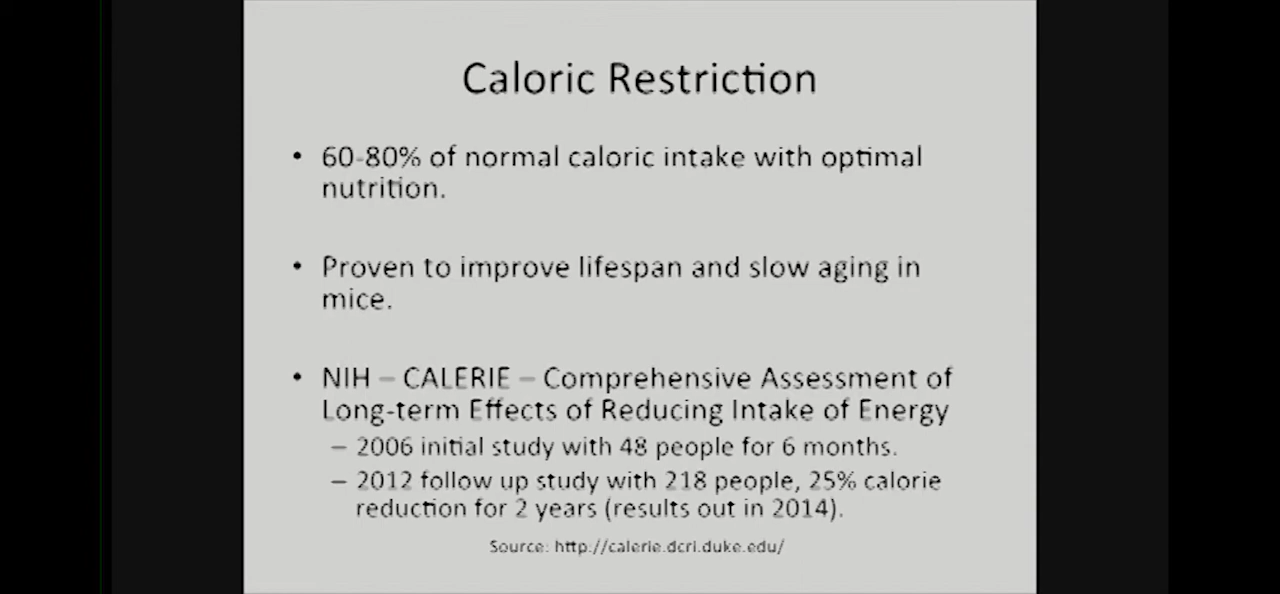 Caloric Restriction
• 60-80% of normal caloric intake with optimal
nutrition.
• Proven to improve lifespan and slow aging in
mice.
• NIH – CALERIE – Comprehensive Assessment of
Long-term Effects of Reducing Intake of Energy
– 2006 initial study with 48 people for 6 months.
– 2012 follow up study with 218 people, 25% calorie
reduction for 2 years (results out in 2014).
Source: http://calerie.dcri.duke.edu/